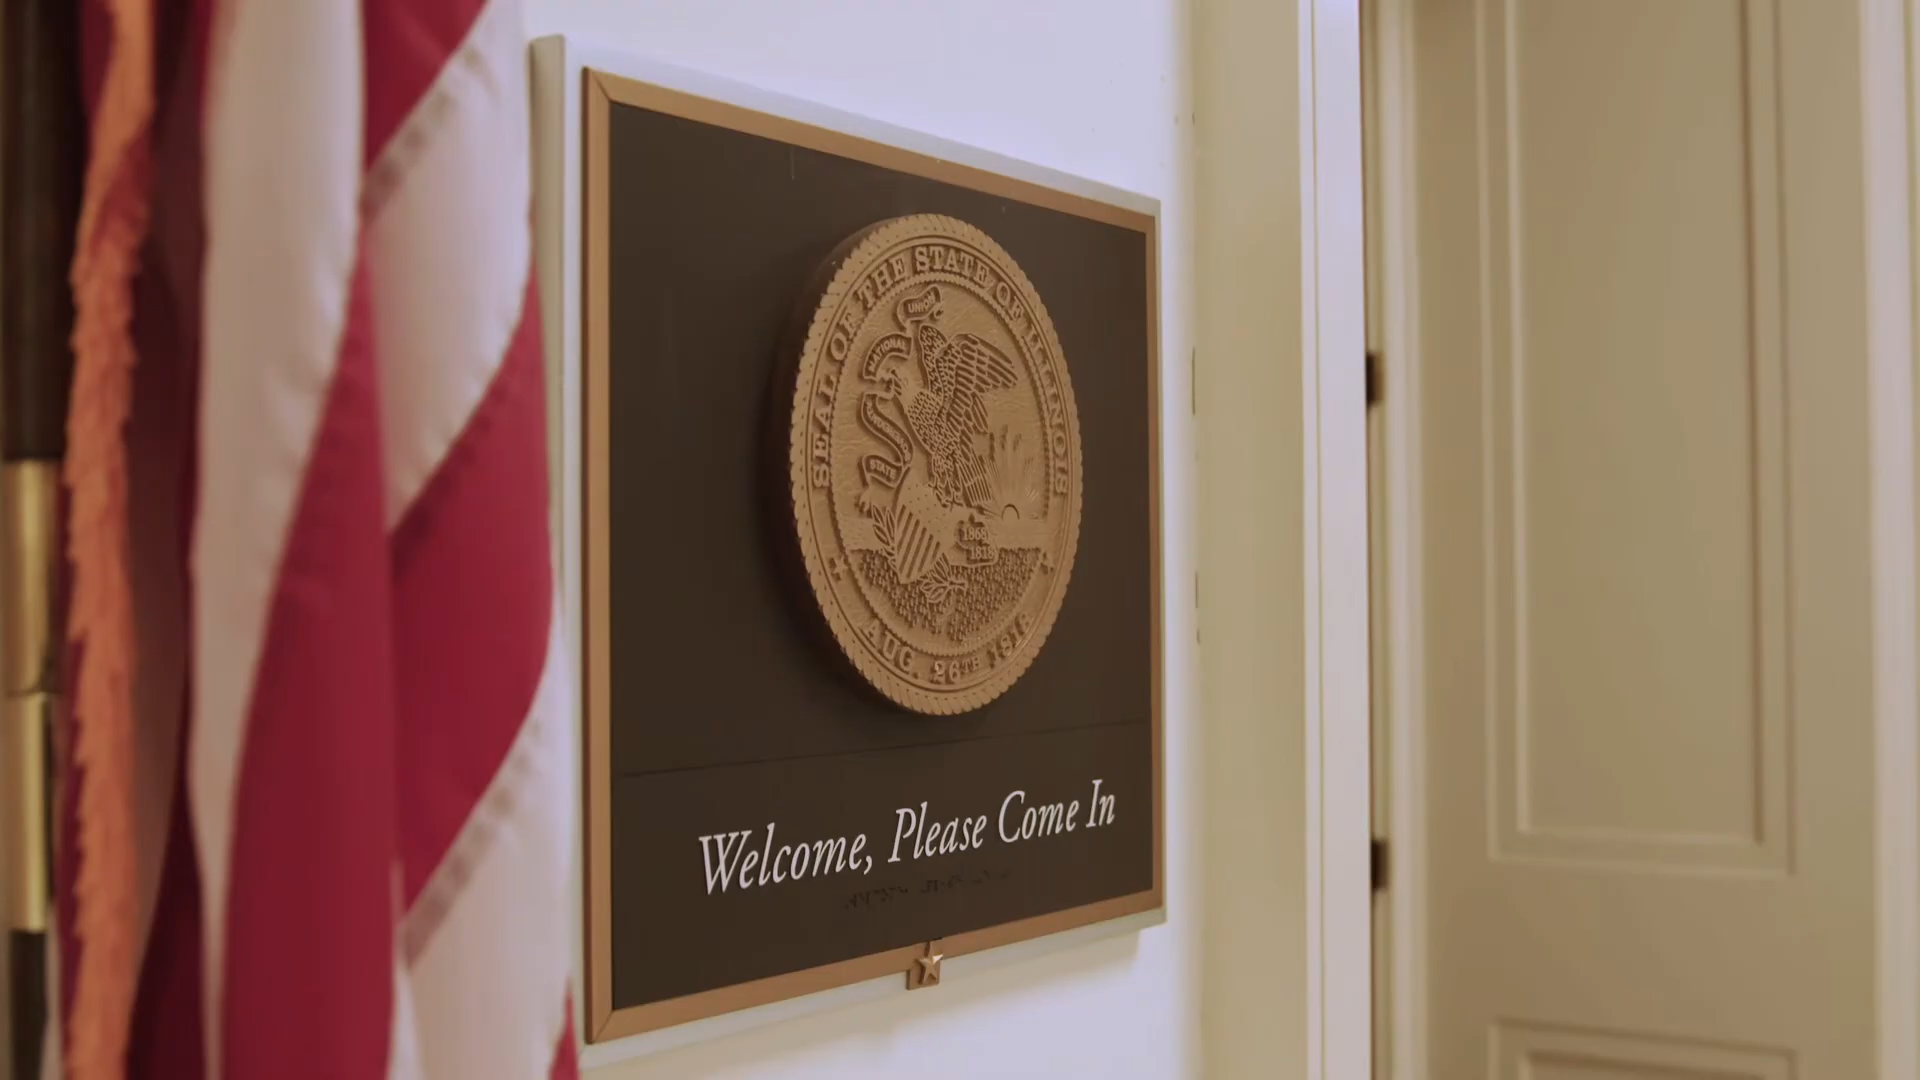 SEAL OF THE STATE OF ILLINOIS
UNION
NATIONAL
SOVEREIGNTY
STATE
1868
1818
AUG. 26TH 1818
Welcome, Please Come In